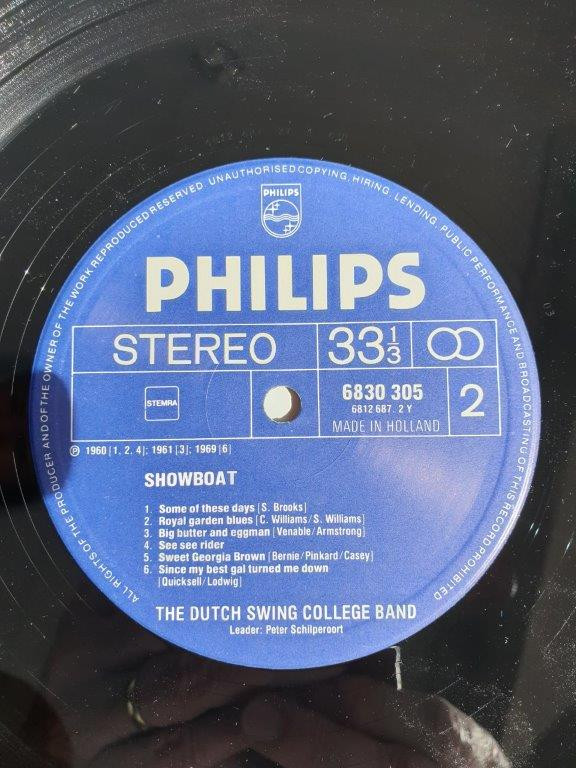 ALL RIGHTS OF THE PRODUCER AND OF THE OWNER OF THE WORK REPRODUCED RESERVED. UNAUTHORISED COPYING, HIRING, LENDING, PUBLIC PERFORMANCE AND BROADCASTING OF THIS RECORD PROHIBITED
PHILIPS
PHILIPS
STEREO 33 1/3
STEMRA
6830 305
6812 687. 2 Y
MADE IN HOLLAND
2
℗ 1960 [1. 2. 4]; 1961 [3]; 1969 [6]
SHOWBOAT
1. Some of these days [S. Brooks]
2. Royal garden blues [C. Williams/S. Williams]
3. Big butter and eggman [Venable/Armstrong]
4. See see rider
5. Sweet Georgia Brown [Bernie/Pinkard/Casey]
6. Since my best gal turned me down
[Quicksell/Lodwig]
THE DUTCH SWING COLLEGE BAND
Leader: Peter Schilperoort